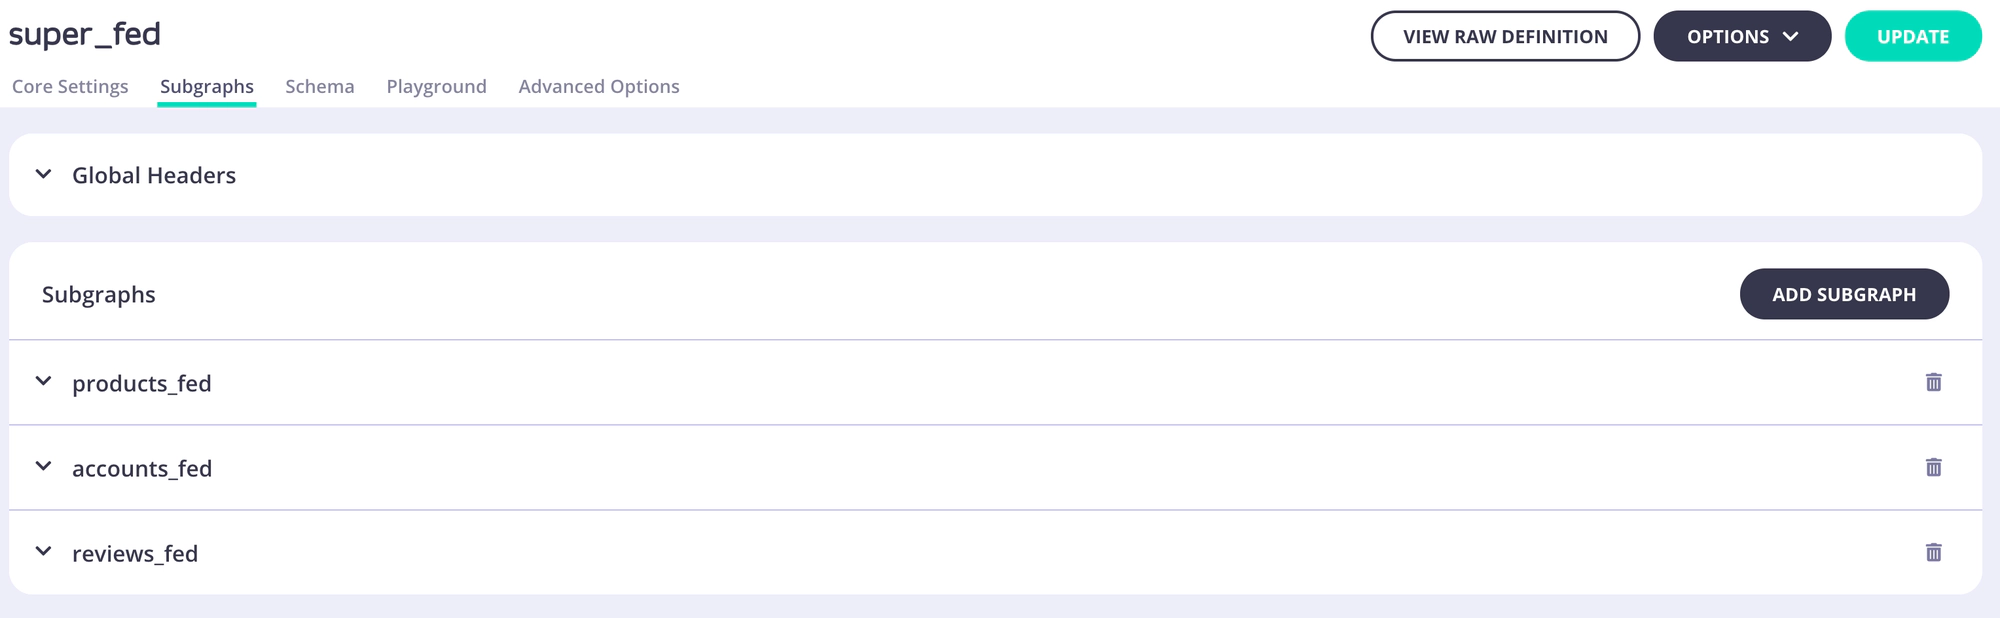 super_fed
VIEW RAW DEFINITION
OPTIONS
UPDATE
Core Settings
Subgraphs
Schema
Playground
Advanced Options
Global Headers
Subgraphs
ADD SUBGRAPH
products_fed
accounts_fed
reviews_fed